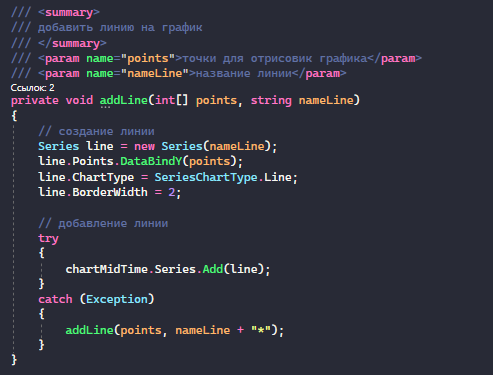 /// <summary>
/// добавить линию на график
/// </summary>
/// <param name="points">точки для отрисовик графика</param>
/// <param name="nameLine">название линии</param>
Ссылок: 2
private void addLine(int[] points, string nameLine)
{
// создание линии
Series line = new Series(nameLine);
line.Points.DataBindY(points);
line.ChartType = SeriesChartType.Line;
line.BorderWidth = 2;
// добавление линии
try
{
chartMidTime.Series.Add(line);
}
catch (Exception)
{
addLine(points, nameLine + "*");
}
}